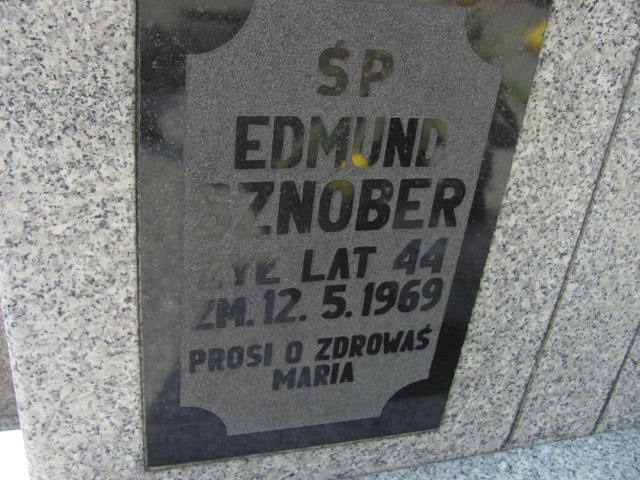 ŚP
EDMUND
SZNOBER
ŻYŁ LAT 44
ZM. 12. 5. 1969
PROSI O ZDROWAŚ
MARIA